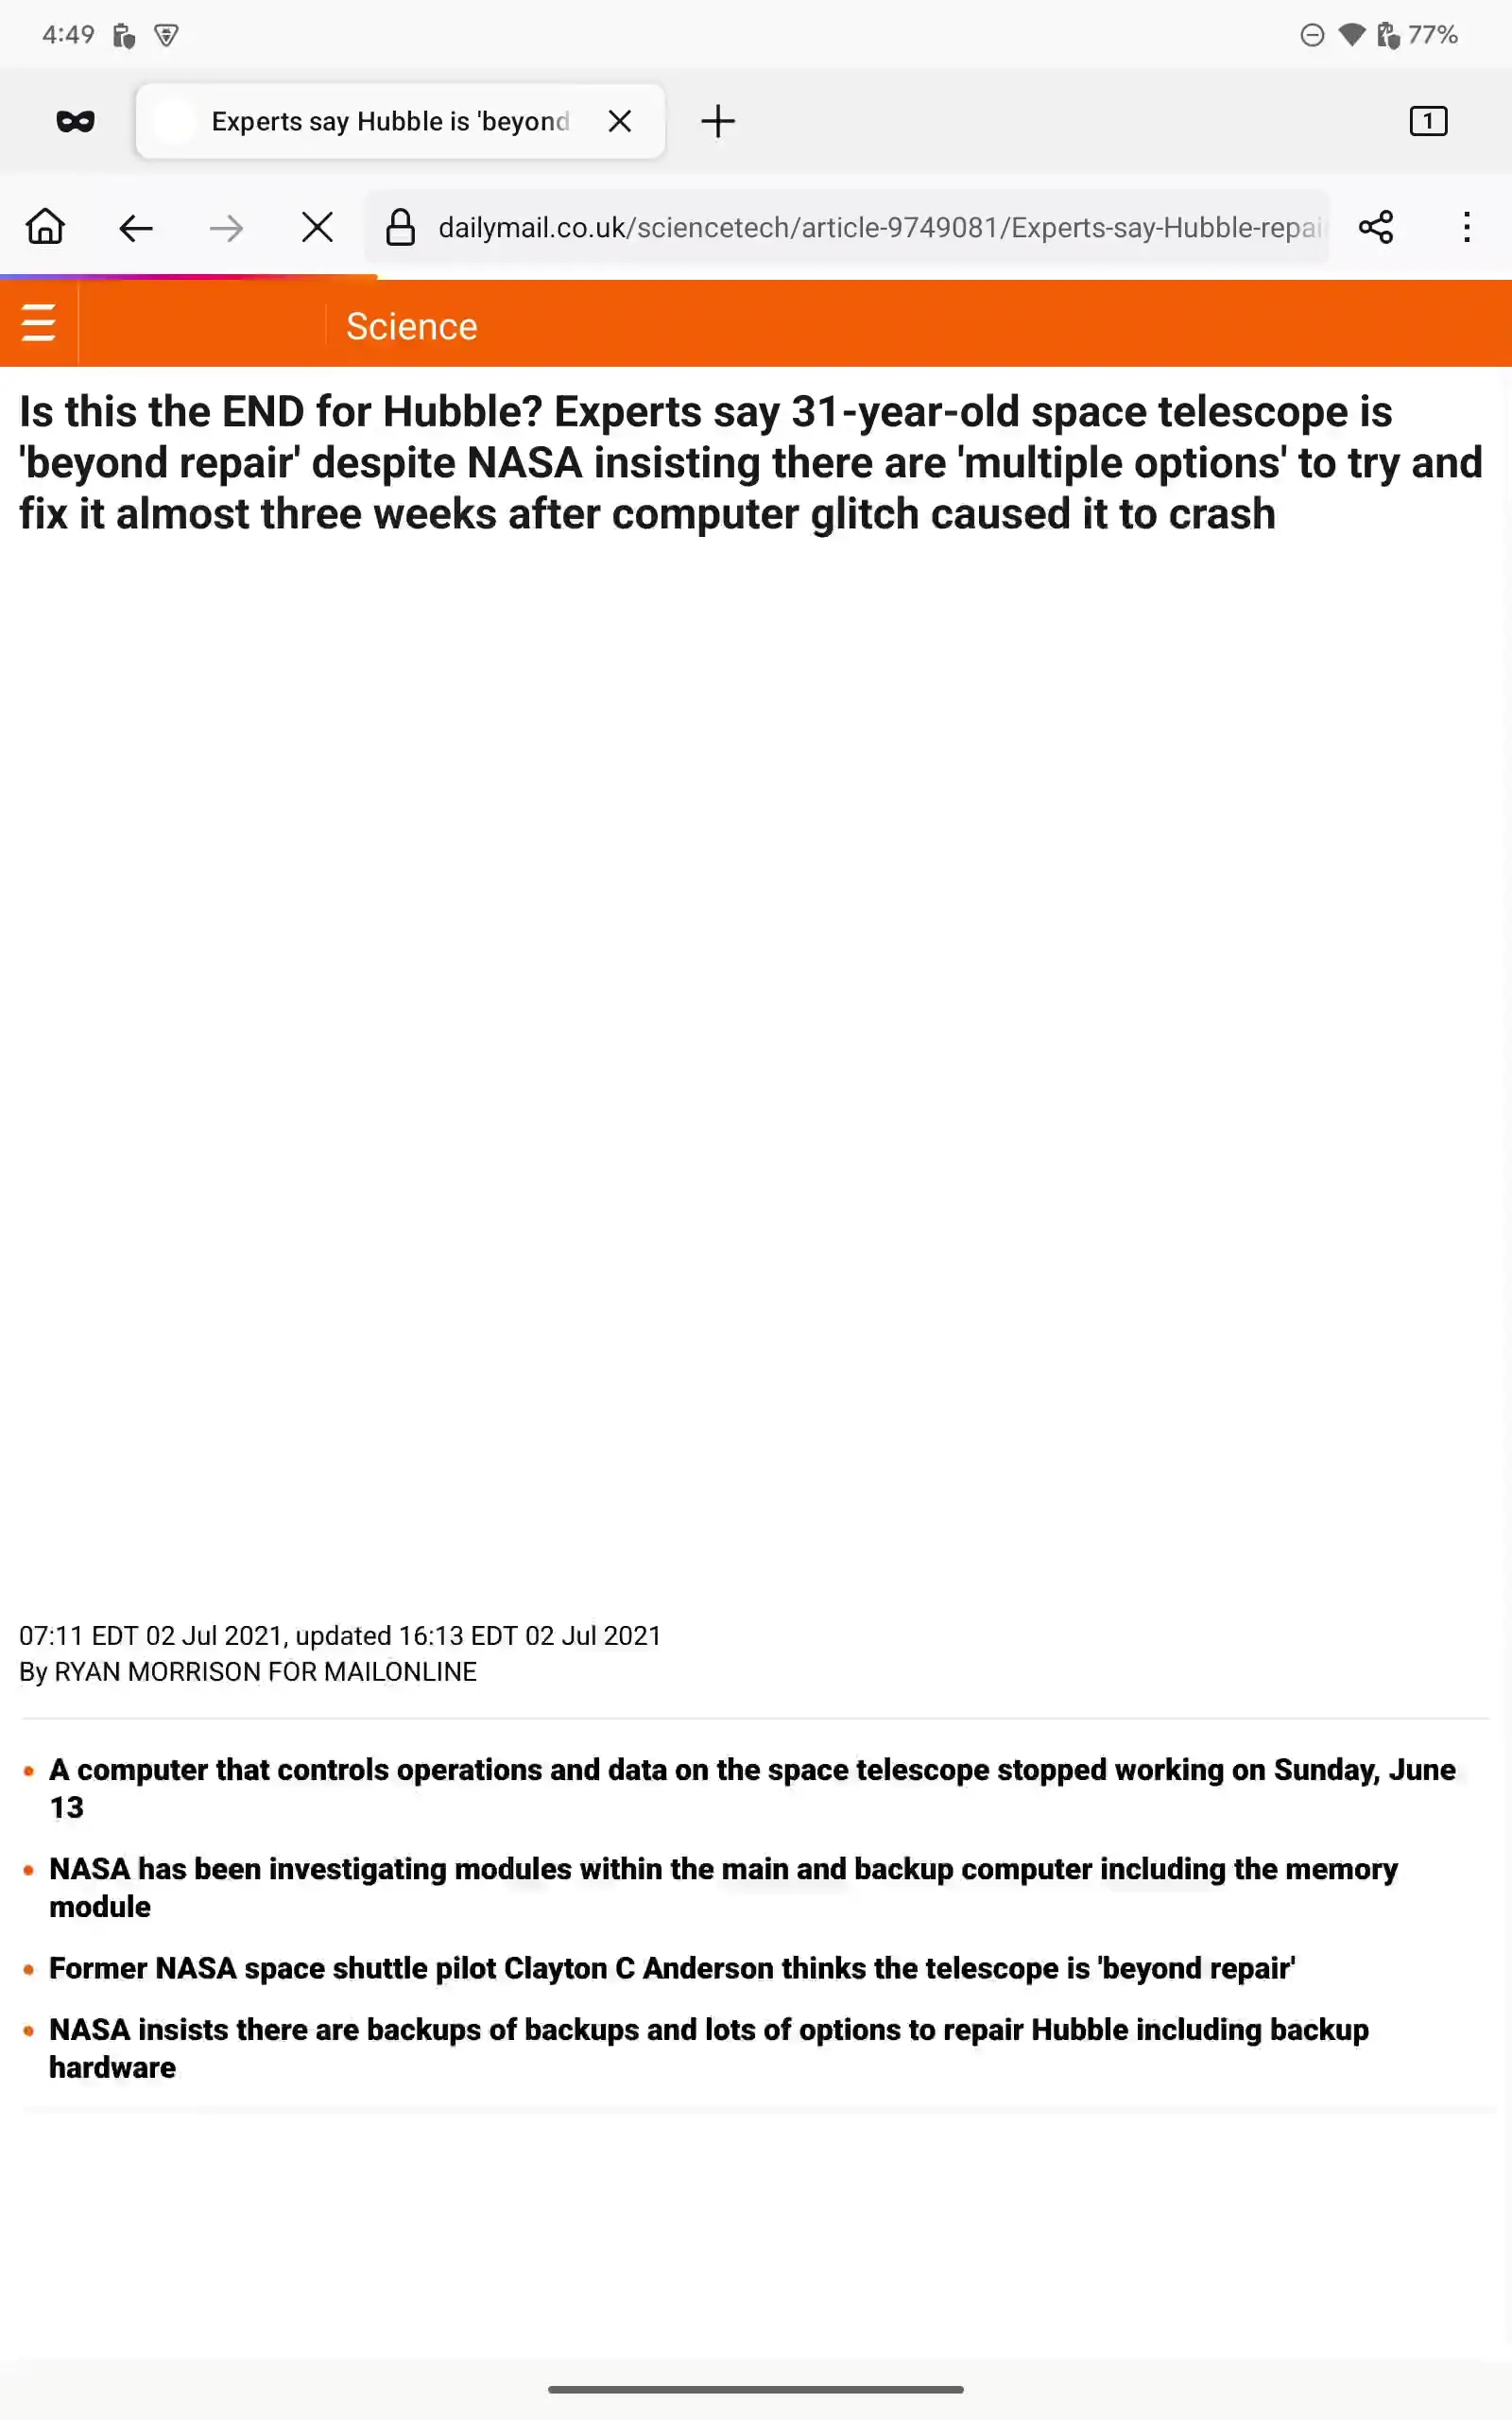 4:49
77%
Experts say Hubble is 'beyond
1
dailymail.co.uk/sciencetech/article-9749081/Experts-say-Hubble-repai
Science
Is this the END for Hubble? Experts say 31-year-old space telescope is
'beyond repair' despite NASA insisting there are 'multiple options' to try and
fix it almost three weeks after computer glitch caused it to crash
07:11 EDT 02 Jul 2021, updated 16:13 EDT 02 Jul 2021
By RYAN MORRISON FOR MAILONLINE
• A computer that controls operations and data on the space telescope stopped working on Sunday, June
13
• NASA has been investigating modules within the main and backup computer including the memory
module
• Former NASA space shuttle pilot Clayton C Anderson thinks the telescope is 'beyond repair'
• NASA insists there are backups of backups and lots of options to repair Hubble including backup
hardware